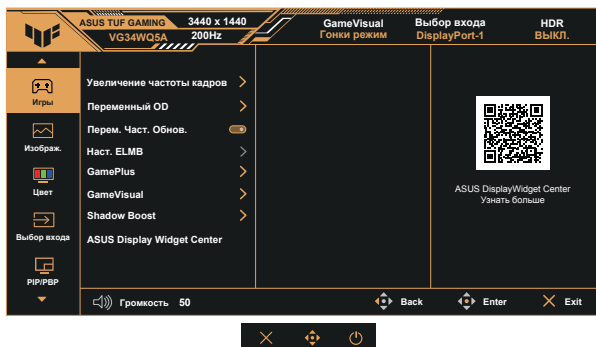 ASUS TUF GAMING 3440 x 1440
VG34WQ5A 200Hz
GameVisual
Гонки режим
Выбор входа
DisplayPort-1
HDR
ВЫКЛ.
Игры
Изображ.
Цвет
Выбор входа
PIP/PBP
Увеличение частоты кадров
Переменный OD
Перем. Част. Обнов.
Наст. ELMB
GamePlus
GameVisual
Shadow Boost
ASUS Display Widget Center
ASUS DisplayWidget Center
Узнать больше
Громкость 50
Back
Enter
Exit